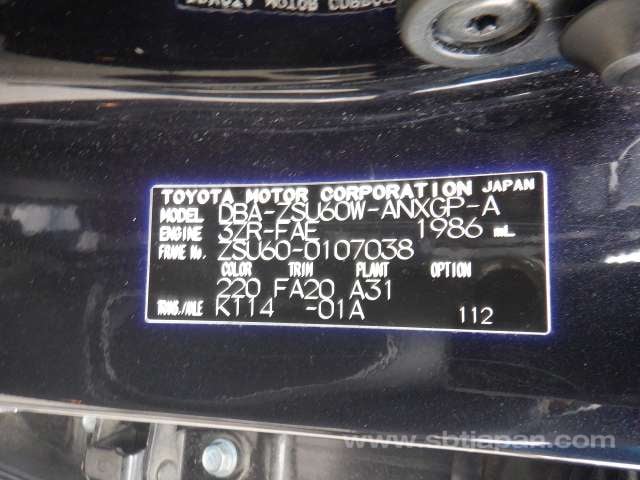 TOYOTA MOTOR CORPORATION JAPAN
MODEL DBA-ZSU60W-ANXGP-A
ENGINE 3ZR-FAE 1986 mL
FRAME No. ZSU60-0107038
COLOR TRIM PLANT OPTION
220 FA20 A31
TRANS./AXLE K114 -01A 112
www.sbtjapan.com